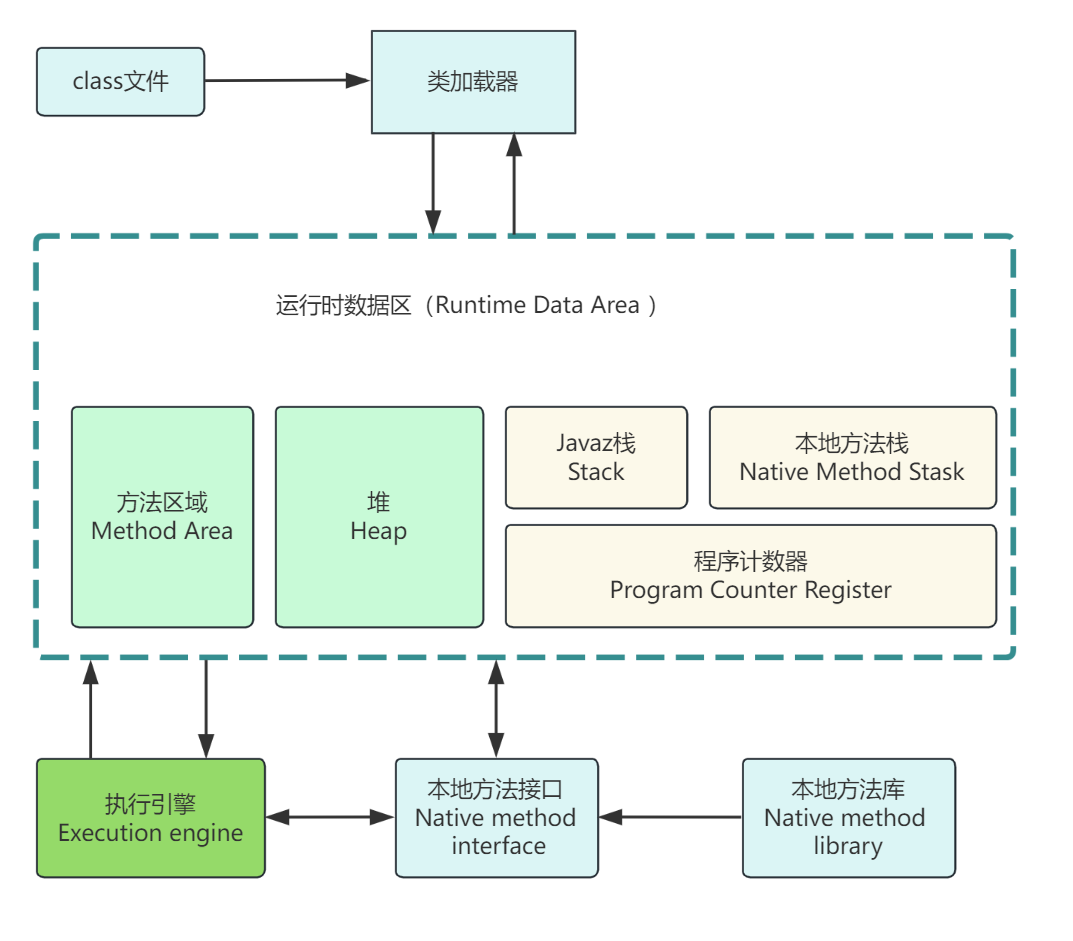 class文件
类加载器
运行时数据区（Runtime Data Area ）
方法区域
Method Area
堆
Heap
Javaz栈
Stack
本地方法栈
Native Method Stask
程序计数器
Program Counter Register
执行引擎
Execution engine
本地方法接口
Native method
interface
本地方法库
Native method
library